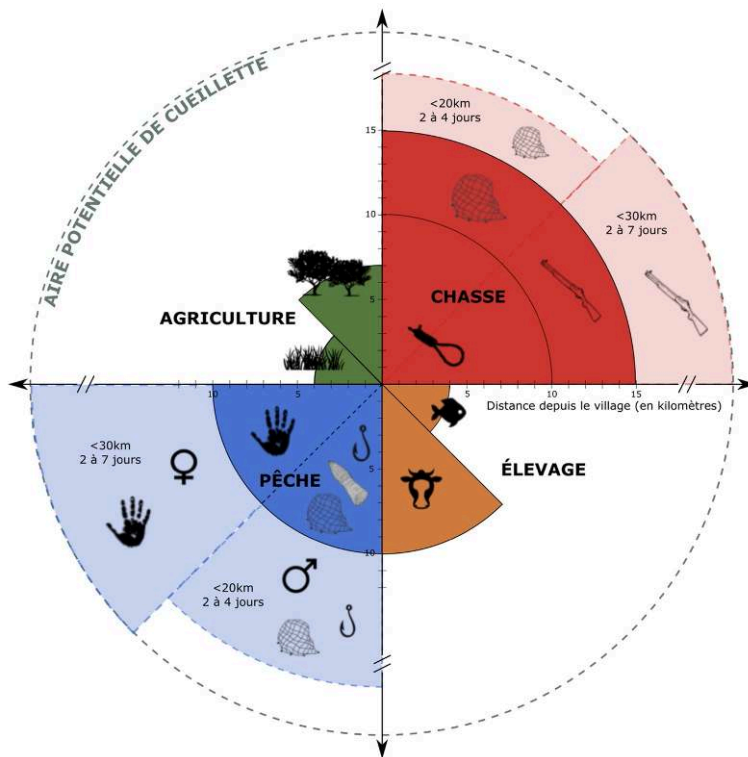 AIRE POTENTIELLE DE CUEILLETTE
<20km
2 à 4 jours
15
<30km
2 à 7 jours
10
CHASSE
5
AGRICULTURE
10
5
5
10
15
Distance depuis le village (en kilomètres)
<30km
2 à 7 jours
PÊCHE
5
ÉLEVAGE
10
<20km
2 à 4 jours